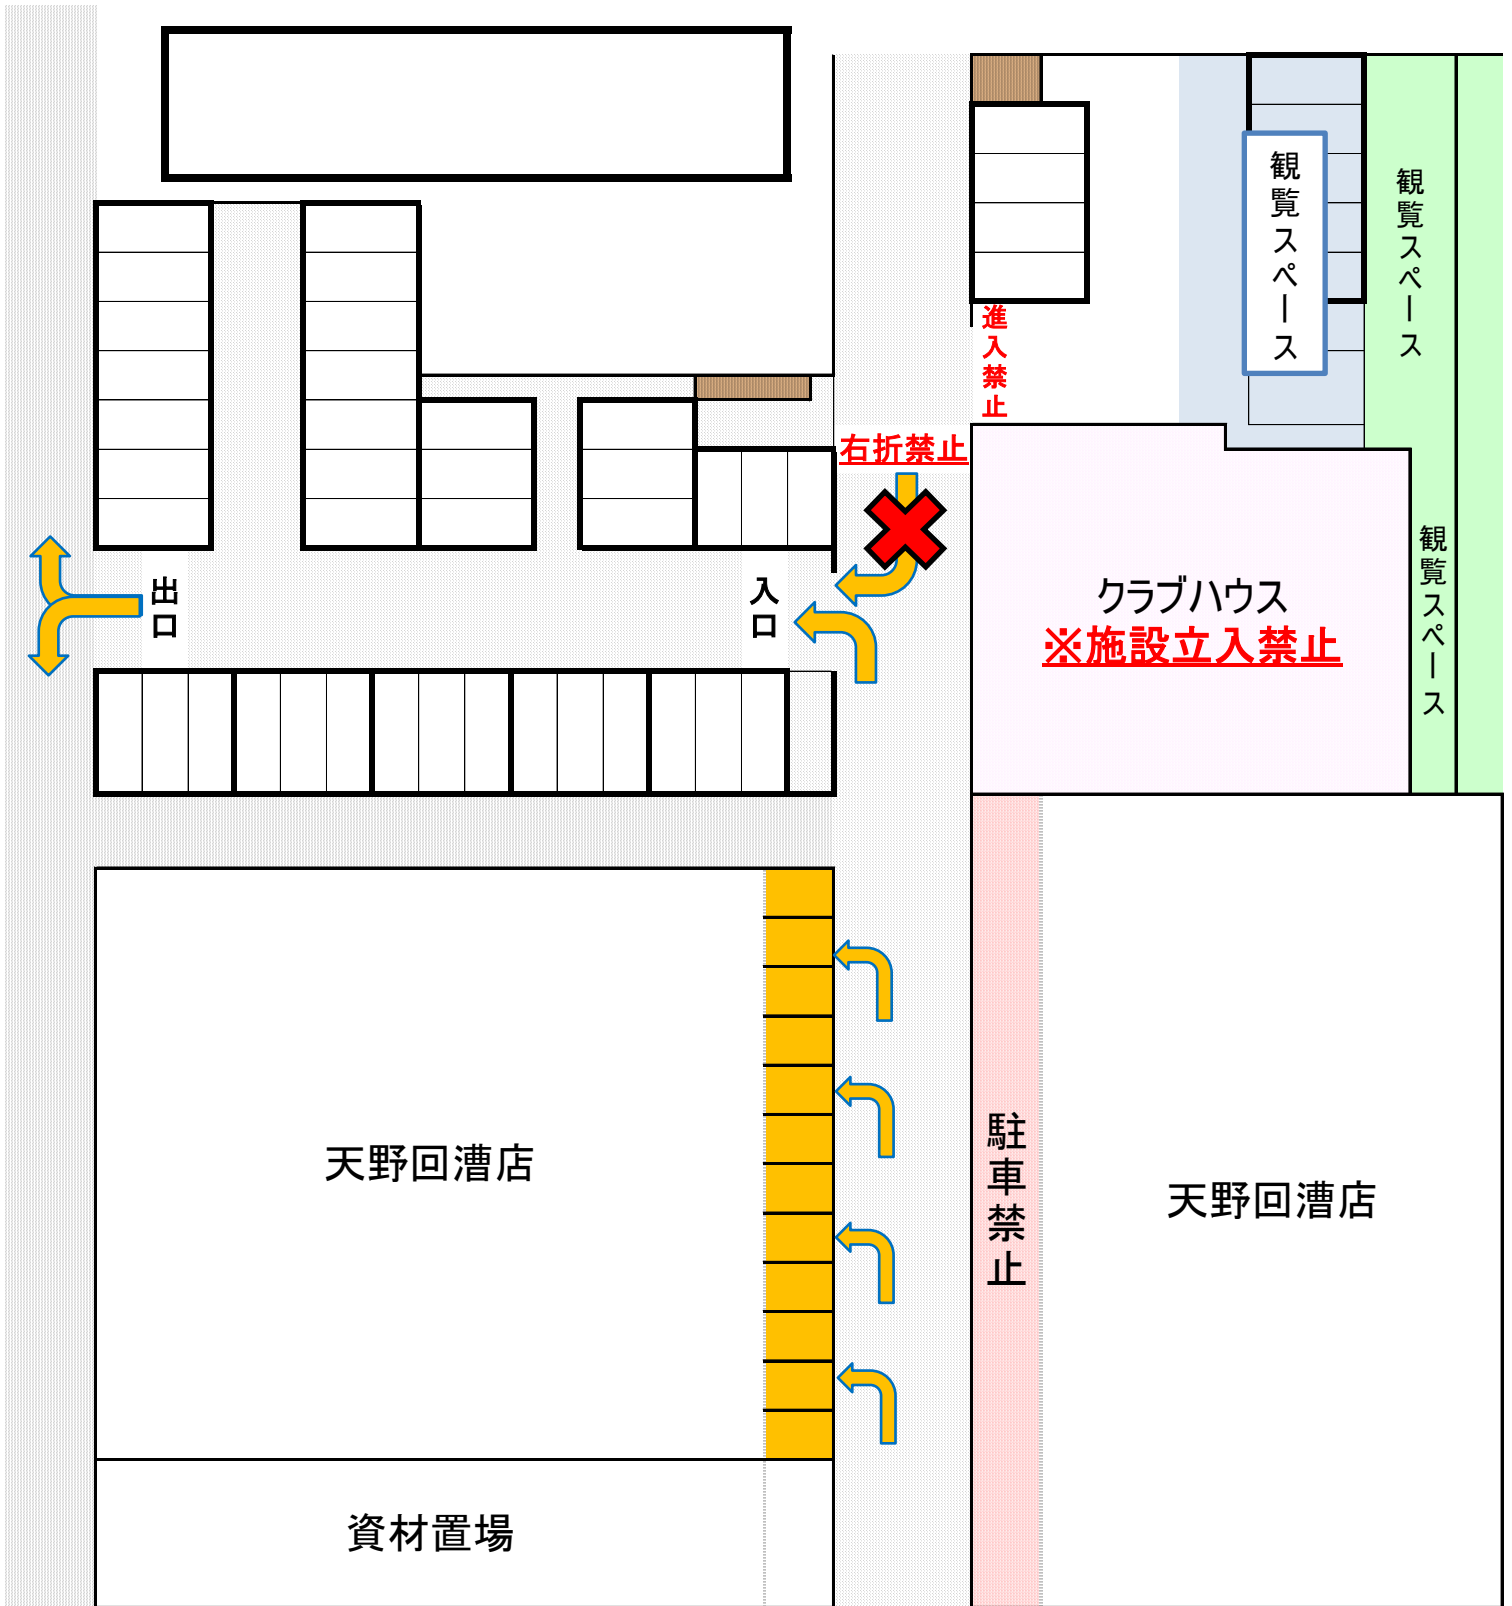 観覧スペース
観覧スペース
進入禁止
右折禁止
観覧スペース
出口
入口
クラブハウス
※施設立入禁止
駐車禁止
天野回漕店
天野回漕店
資材置場